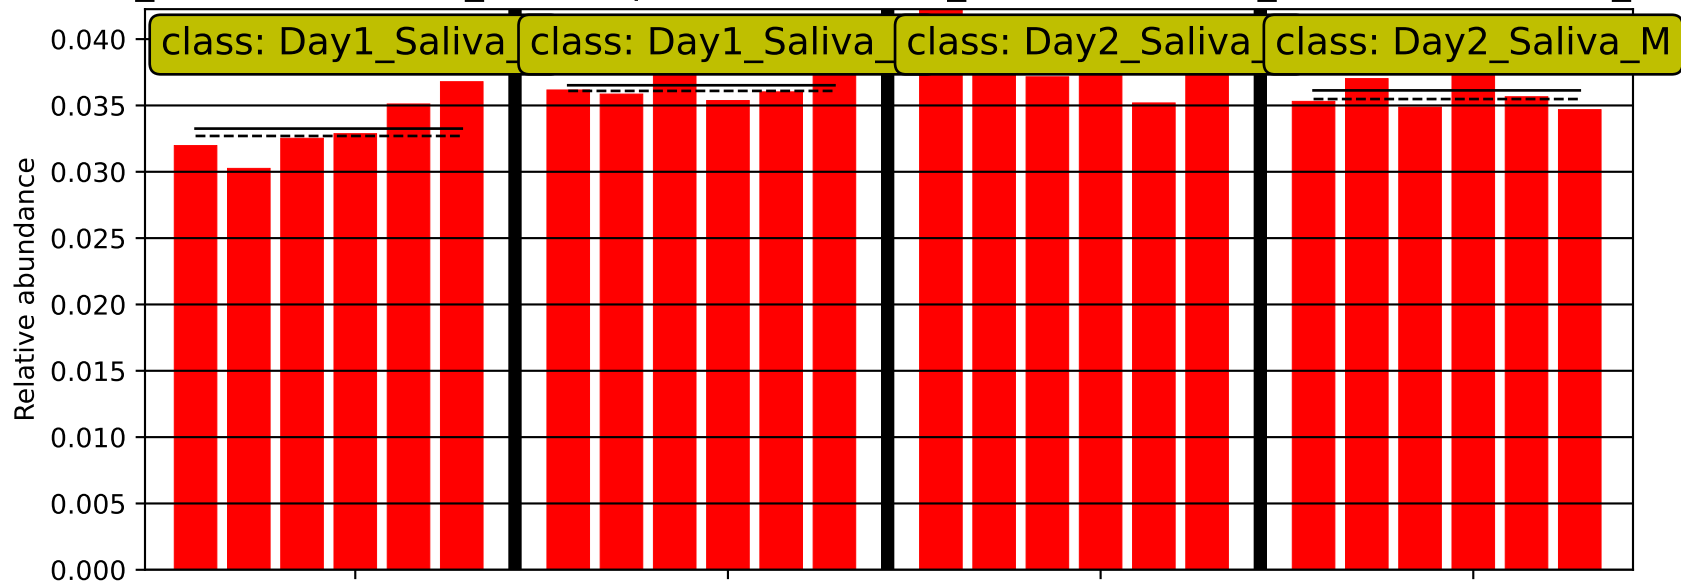 class: Day1_Saliva_
class: Day1_Saliva_
class: Day2_Saliva_
class: Day2_Saliva_M
0.040
0.035
0.030
0.025
0.020
0.015
0.010
0.005
0.000
Relative abundance